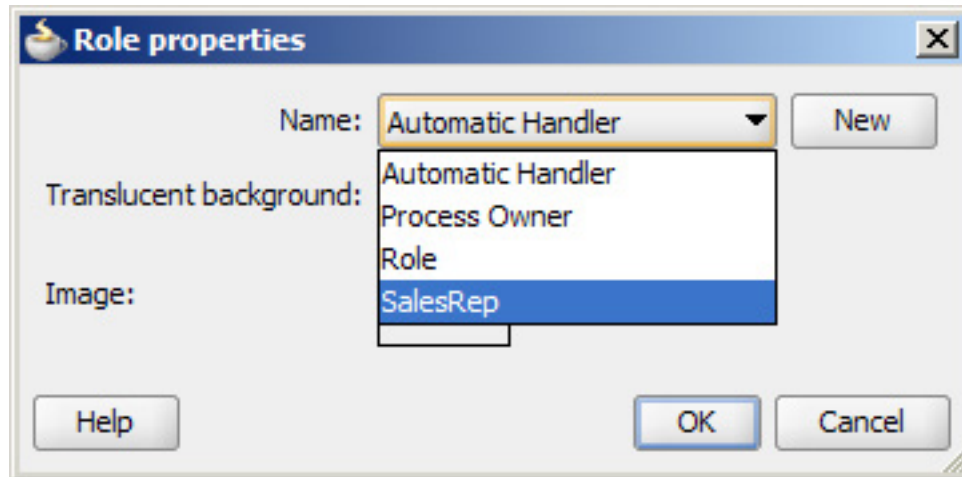 Role properties
Name: Automatic Handler New
Automatic Handler
Translucent background:
Process Owner
Role
Image:
SalesRep
Help OK Cancel